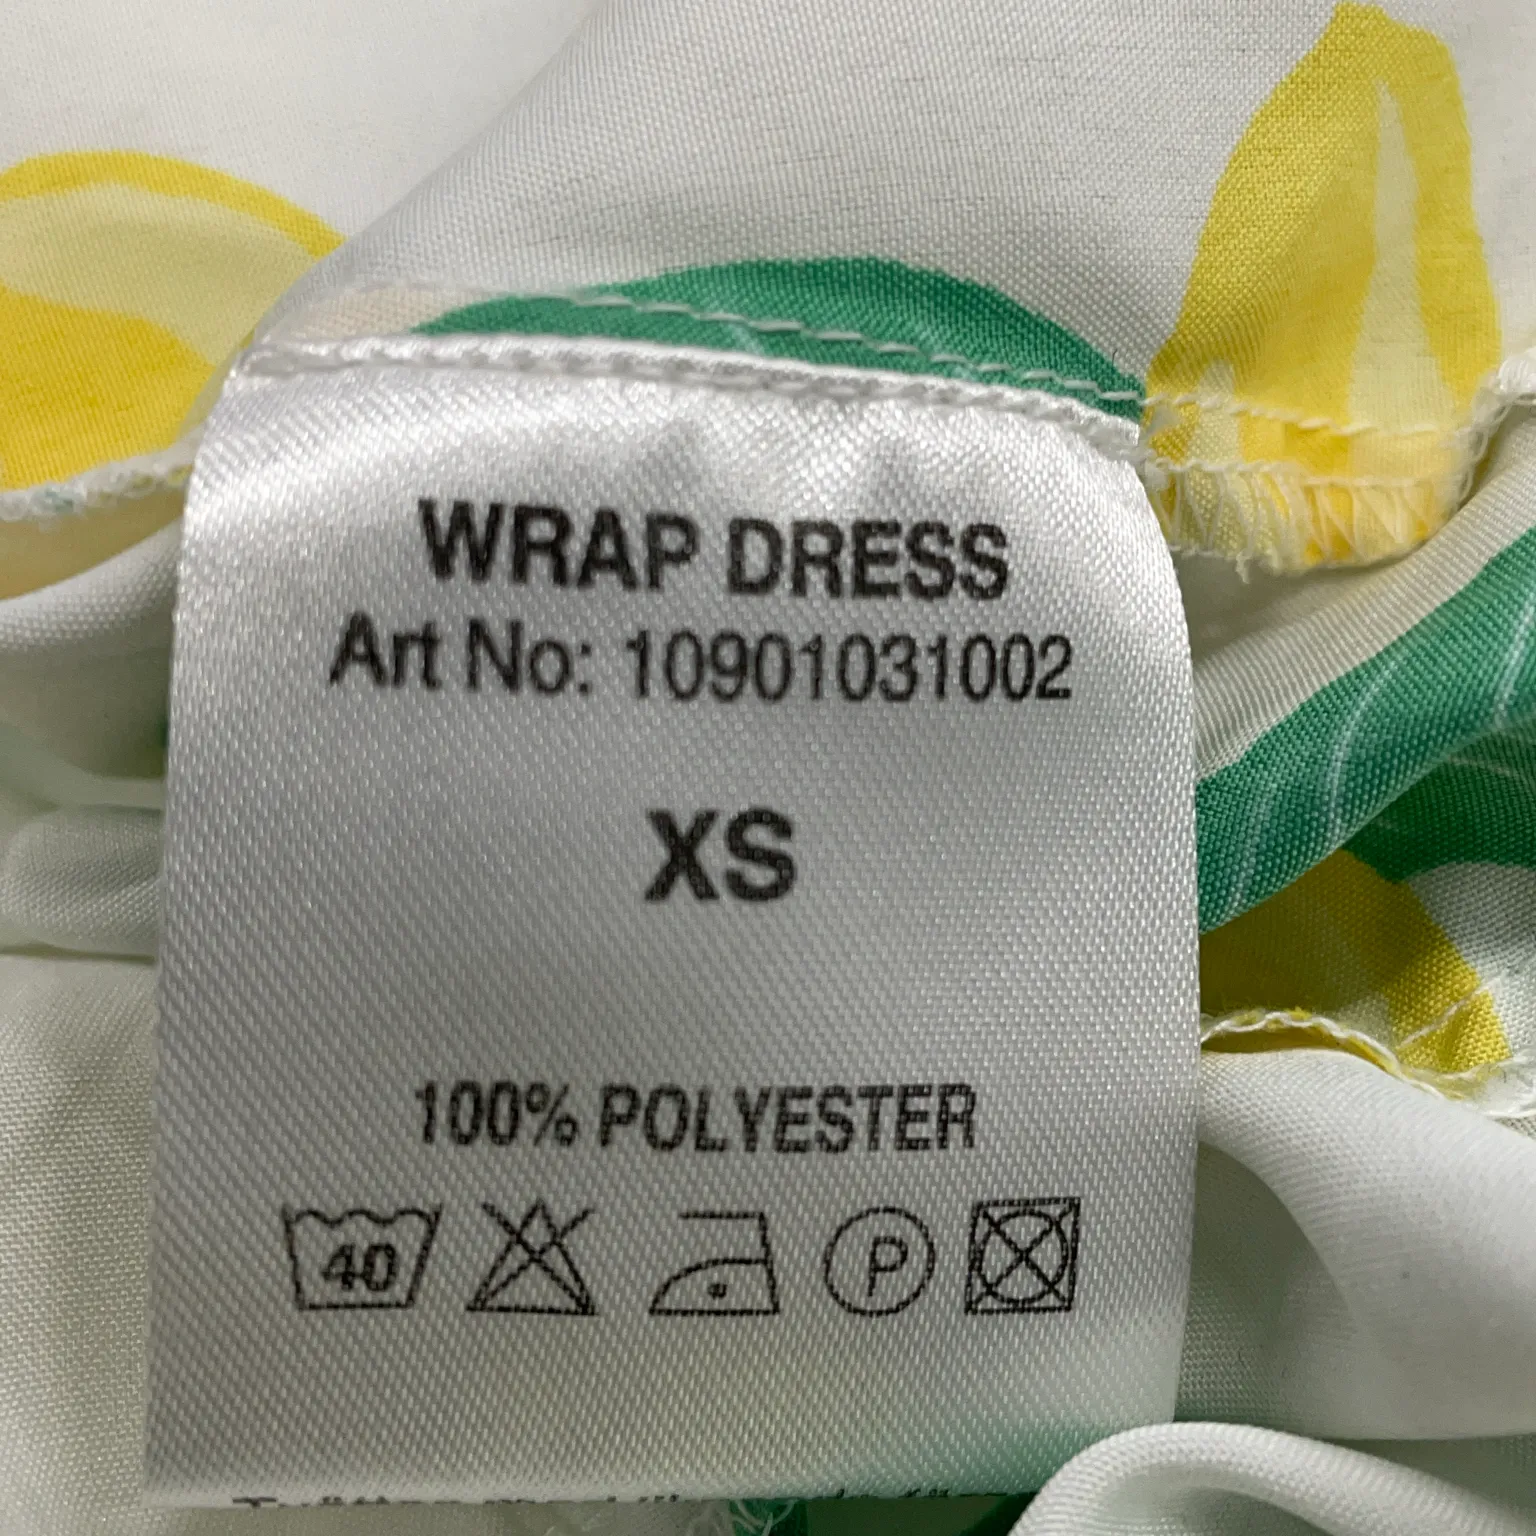 WRAP DRESS
Art No: 10901031002
XS
100% POLYESTER
40 P